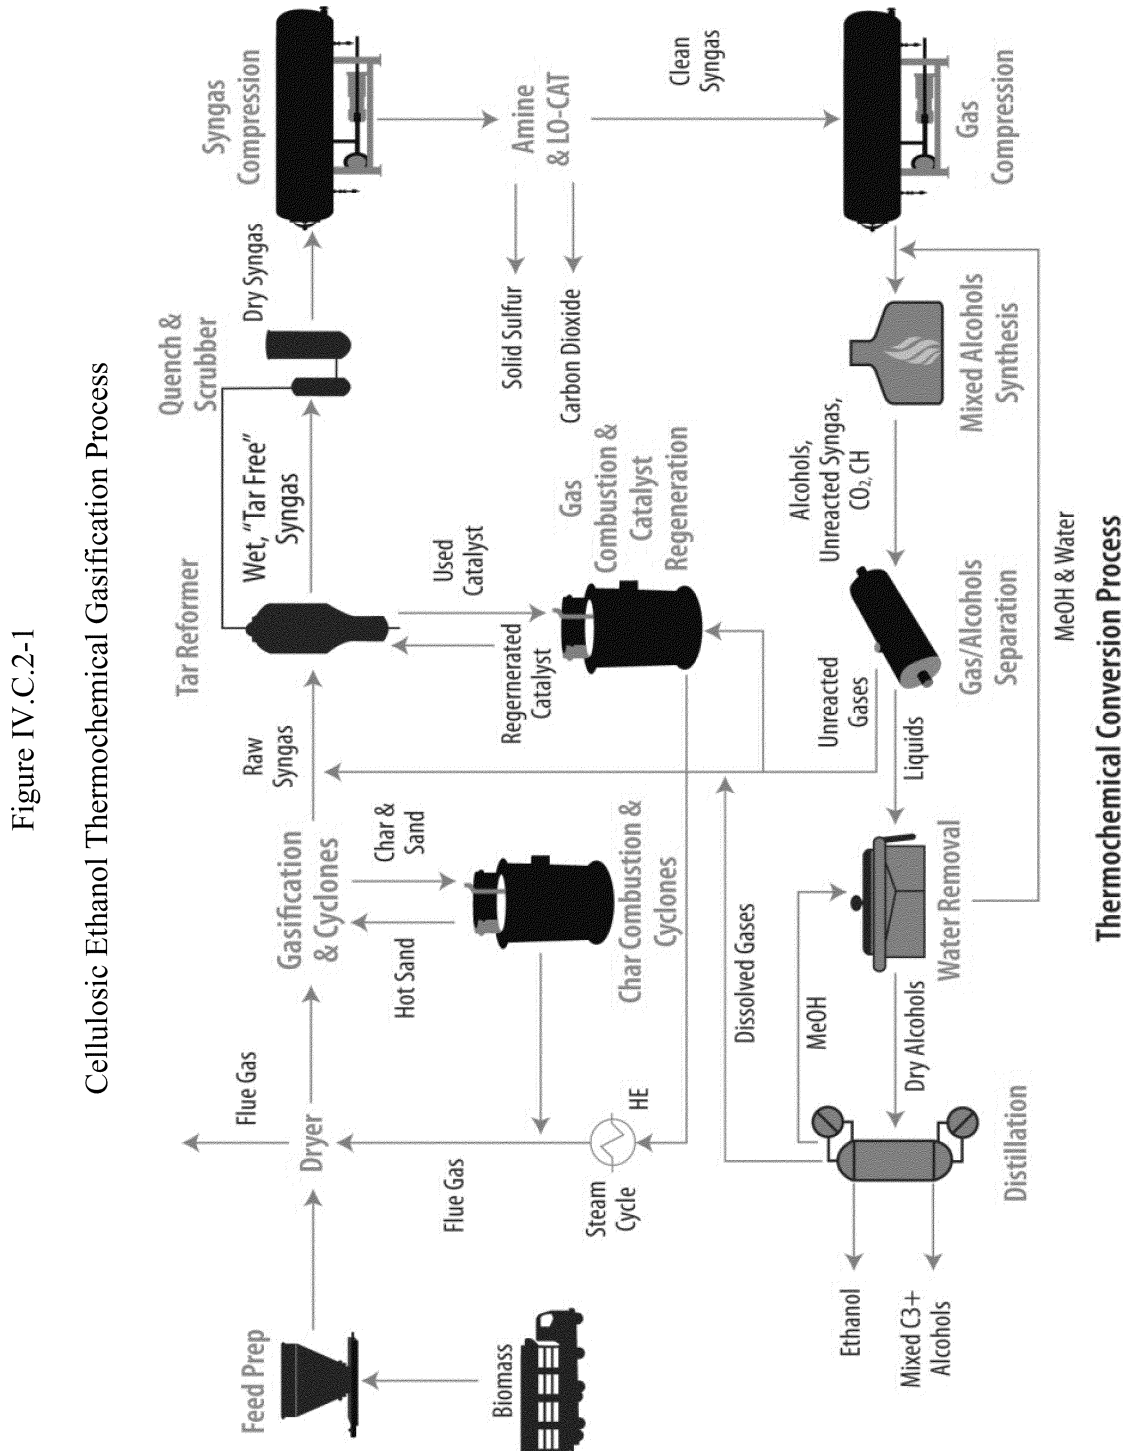 Figure IV.C.2-1
Cellulosic Ethanol Thermochemical Gasification Process
Feed Prep
Biomass
Flue Gas
Dryer
Flue Gas
Steam
Cycle
HE
Gasification
& Cyclones
Hot Sand
Char &
Sand
Char Combustion &
Cyclones
Raw
Syngas
Tar Reformer
Wet, "Tar Free"
Syngas
Regernerated
Catalyst
Used
Catalyst
Gas
Combustion &
Catalyst
Regeneration
Quench &
Scrubber
Dry Syngas
Syngas
Compression
Amine
& LO-CAT
Solid Sulfur
Carbon Dioxide
Clean
Syngas
Gas
Compression
Mixed Alcohols
Synthesis
Alcohols,
Unreacted Syngas,
CO₂, CH
Gas/Alcohols
Separation
Unreacted
Gases
Liquids
MeOH & Water
Water Removal
Dissolved Gases
MeOH
Dry Alcohols
Distillation
Ethanol
Mixed C3+
Alcohols
Thermochemical Conversion Process